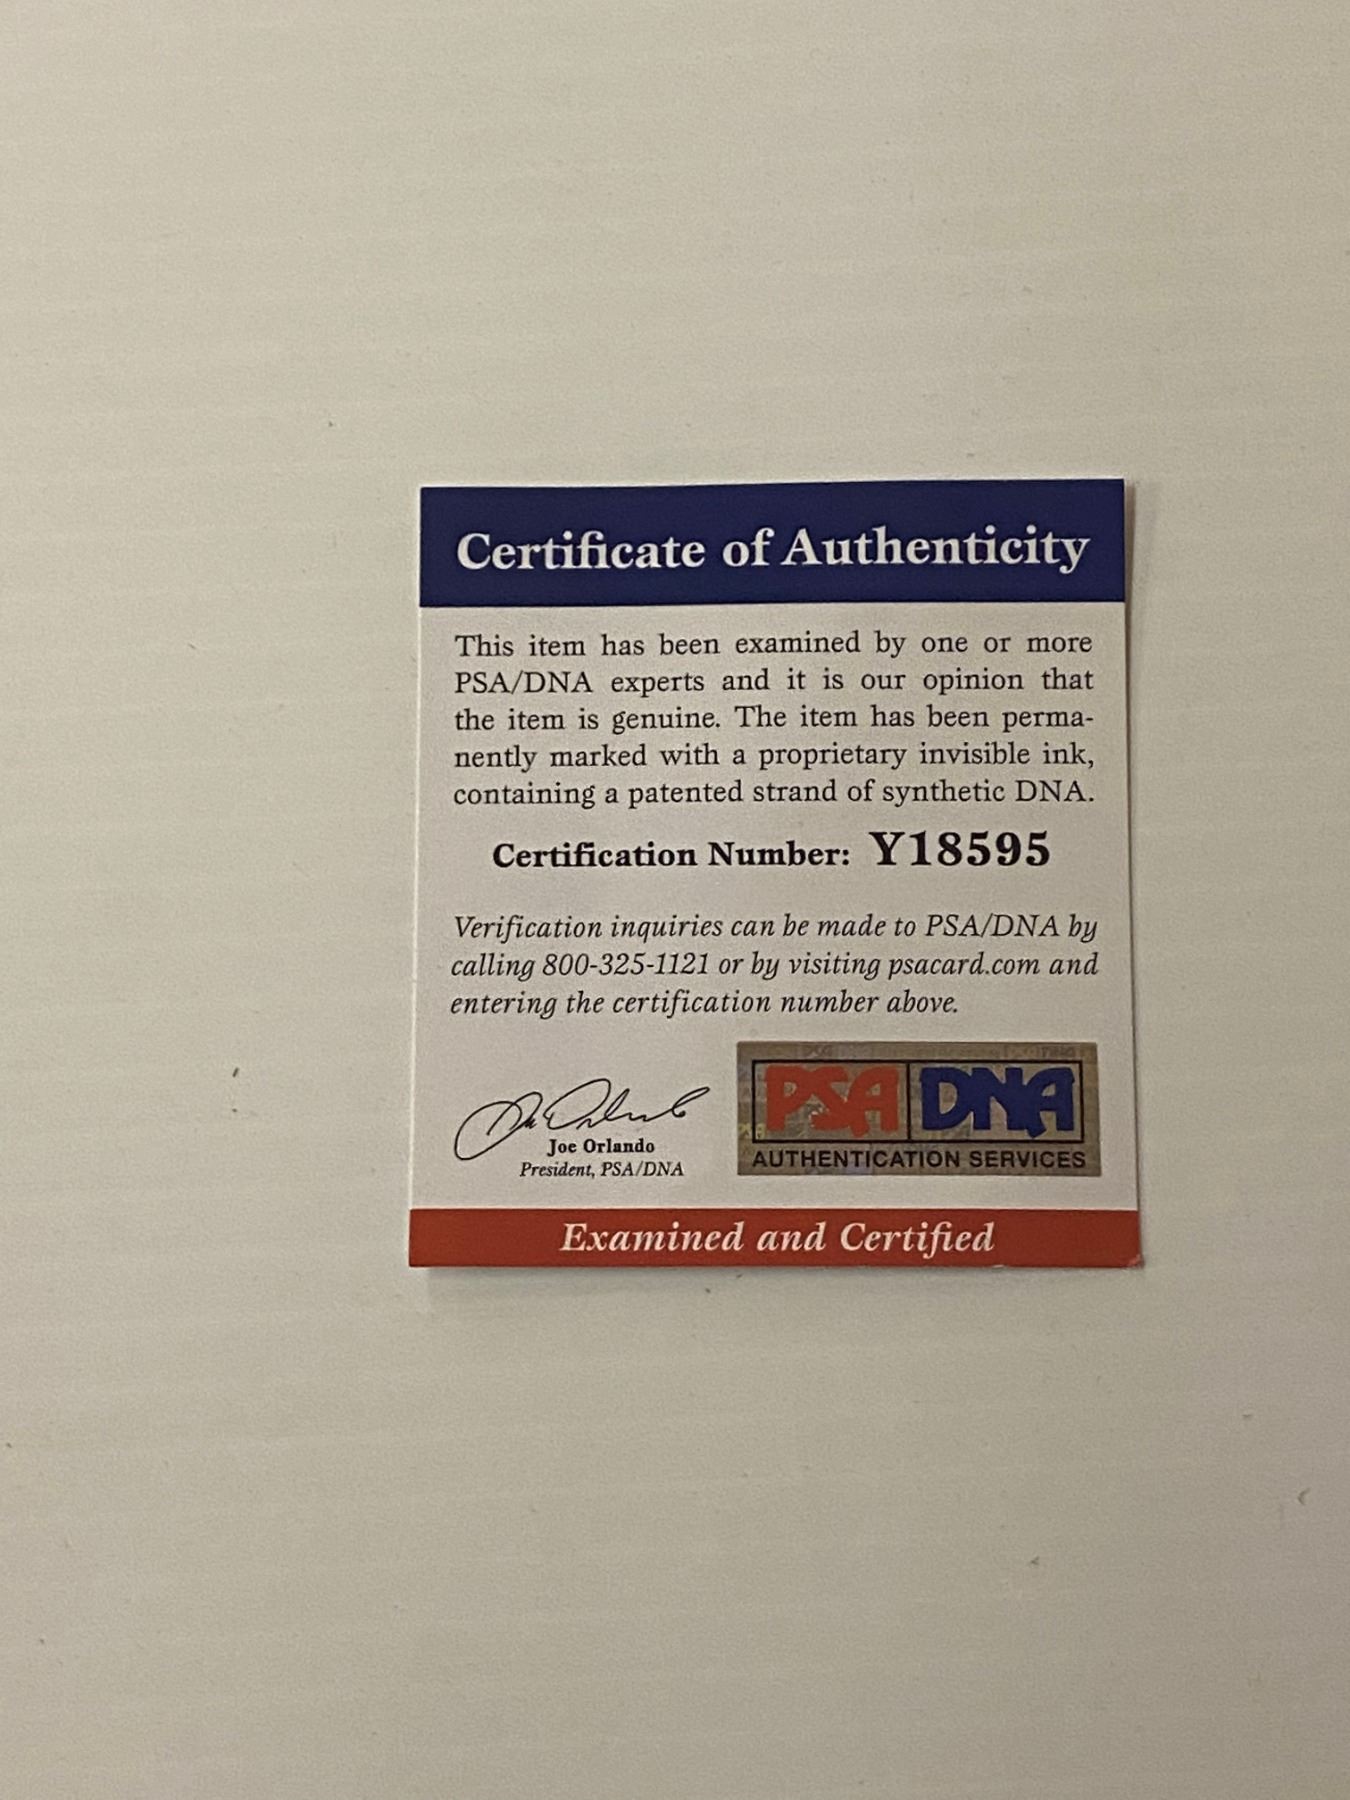 Certificate of Authenticity
This item has been examined by one or more
PSA/DNA experts and it is our opinion that
the item is genuine. The item has been perma-
nently marked with a proprietary invisible ink,
containing a patented strand of synthetic DNA.
Certification Number: Y18595
Verification inquiries can be made to PSA/DNA by
calling 800-325-1121 or by visiting psacard.com and
entering the certification number above.
Joe Orlando
President, PSA/DNA
PSA DNA
AUTHENTICATION SERVICES
Examined and Certified